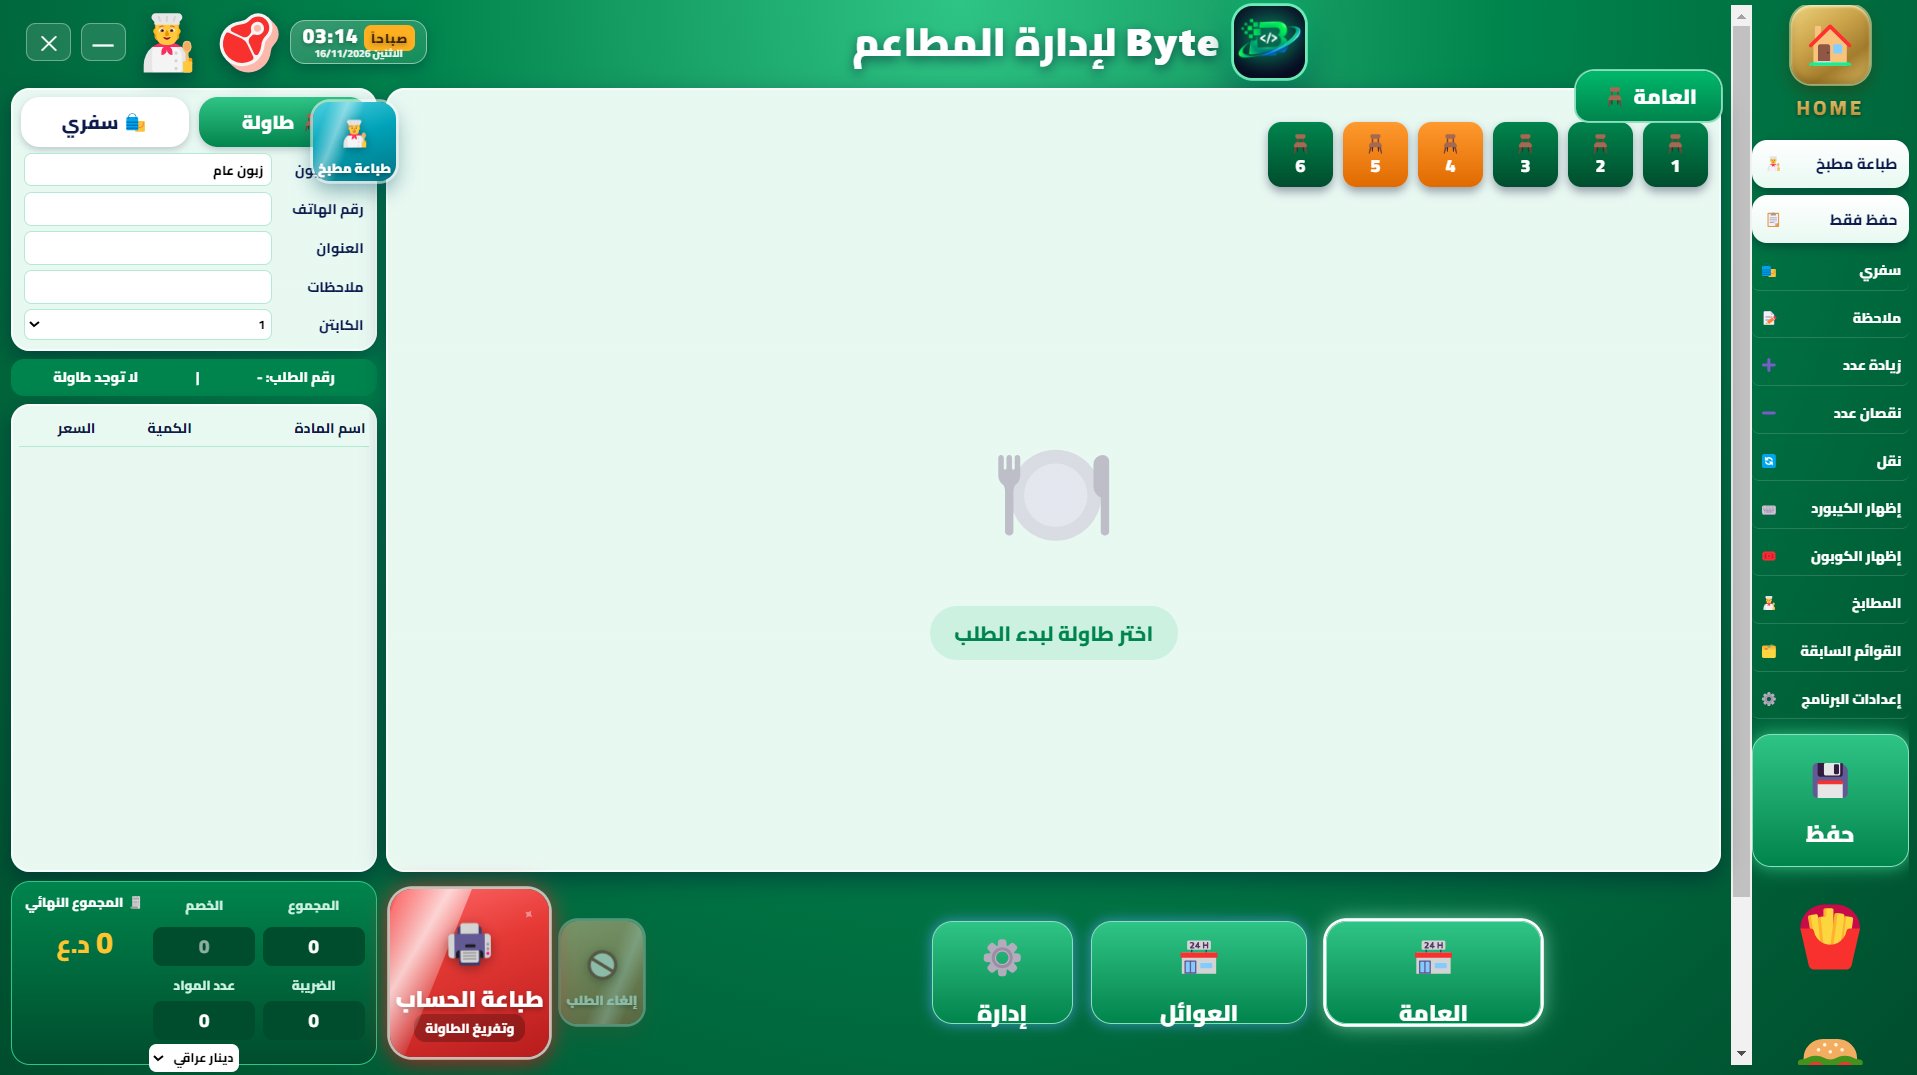 Byte لإدارة المطاعم
03:14 صباحاً
الاثنين 16/11/2026
HOME
طباعة مطبخ
حفظ فقط
سفري
ملاحظة
زيادة عدد
نقصان عدد
نقل
إظهار الكيبورد
إظهار الكوبون
المطابخ
القوائم السابقة
إعدادات البرنامج
حفظ
العامة
1
2
3
4
5
6
اختر طاولة لبدء الطلب
طاولة
سفري
طباعة مطبخ
زبون عام
رقم الهاتف
العنوان
ملاحظات
الكابتن
1
رقم الطلب: -
|
لا توجد طاولة
اسم المادة
الكمية
السعر
24 H
العامة
24 H
العوائل
إدارة
إلغاء الطلب
طباعة الحساب
وتفريغ الطاولة
المجموع
الخصم
المجموع النهائي
0
0
0 د.ع
الضريبة
عدد المواد
0
0
دينار عراقي